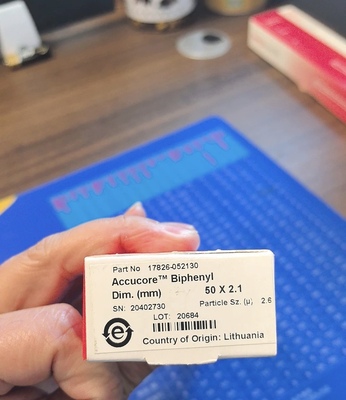 Part No 17826-052130
Accucore™ Biphenyl
Dim. (mm) 50 X 2.1
SN: 20402730 Particle Sz. (µ), 2.6
LOT: 20684
e
Country of Origin: Lithuania